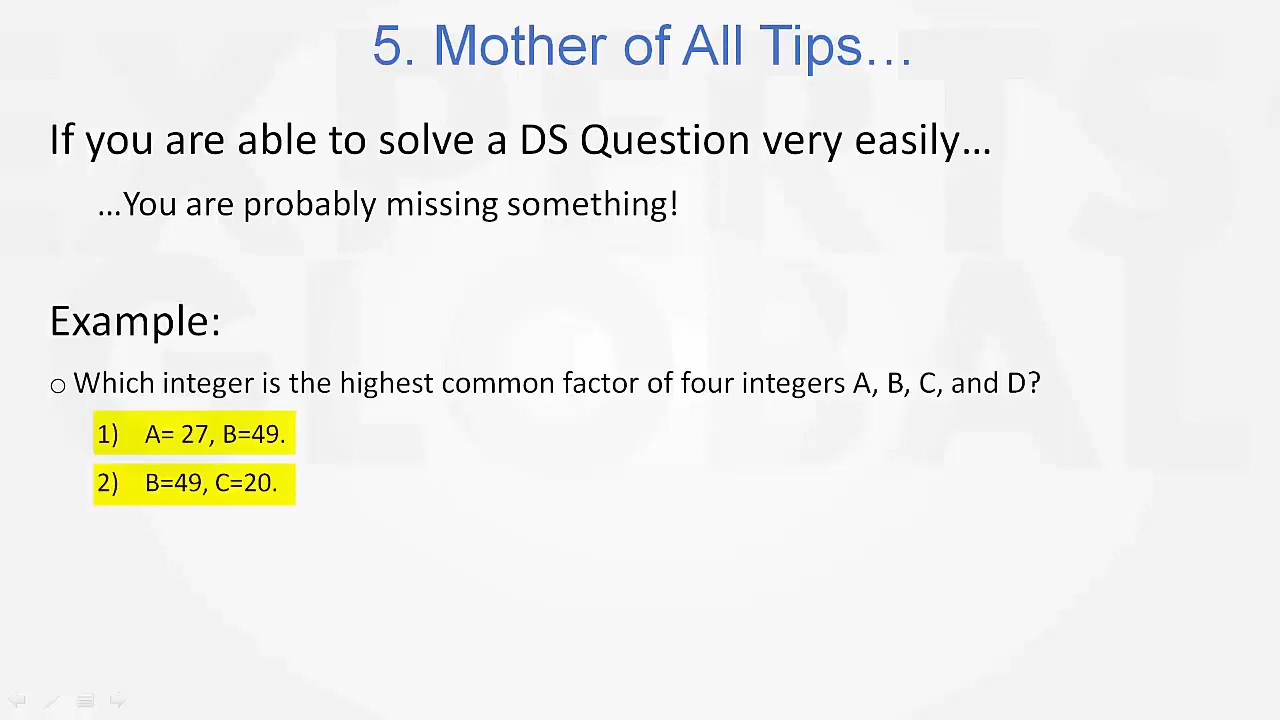 5. Mother of All Tips…
If you are able to solve a DS Question very easily…
…You are probably missing something!
Example:
o Which integer is the highest common factor of four integers A, B, C, and D?
1) A= 27, B=49.
2) B=49, C=20.
EXPERTS
GLOBAL